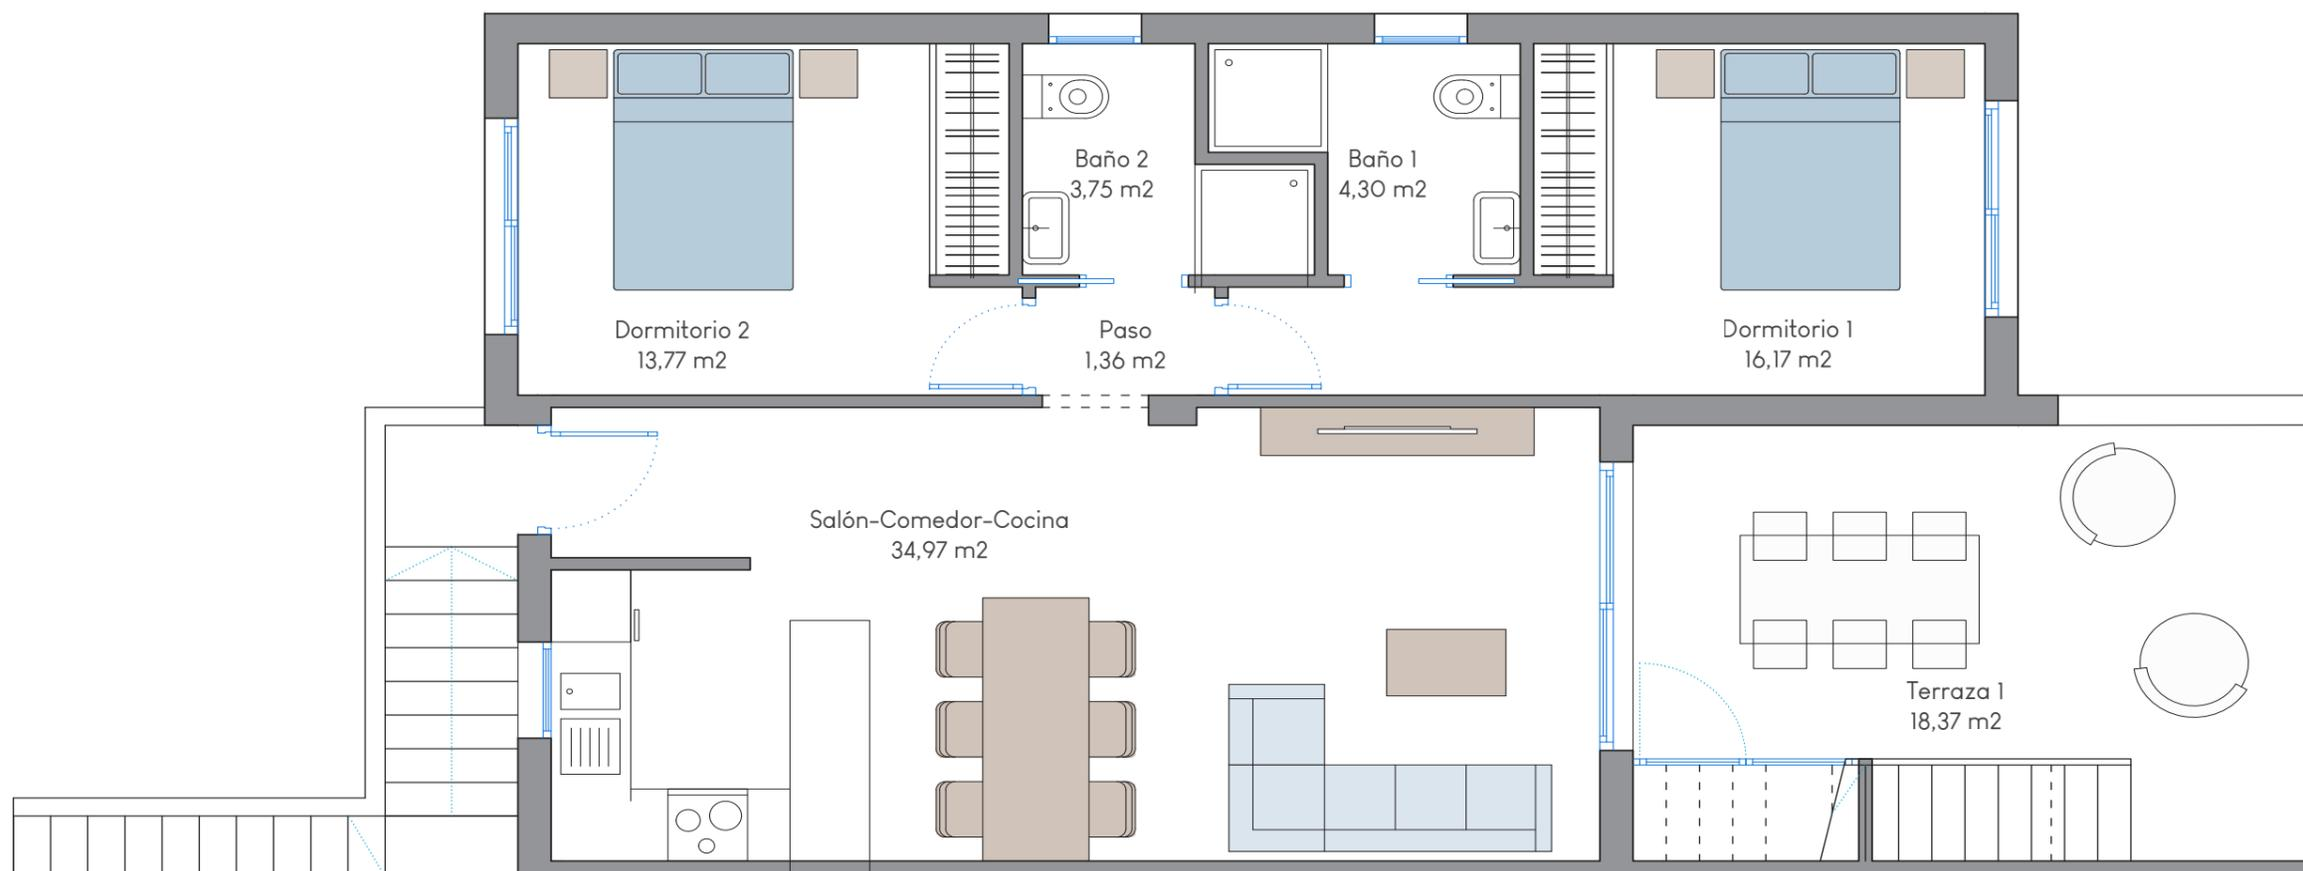 Baño 2
3,75 m2
Baño 1
4,30 m2
Dormitorio 2
13,77 m2
Paso
1,36 m2
Dormitorio 1
16,17 m2
Salón-Comedor-Cocina
34,97 m2
Terraza 1
18,37 m2